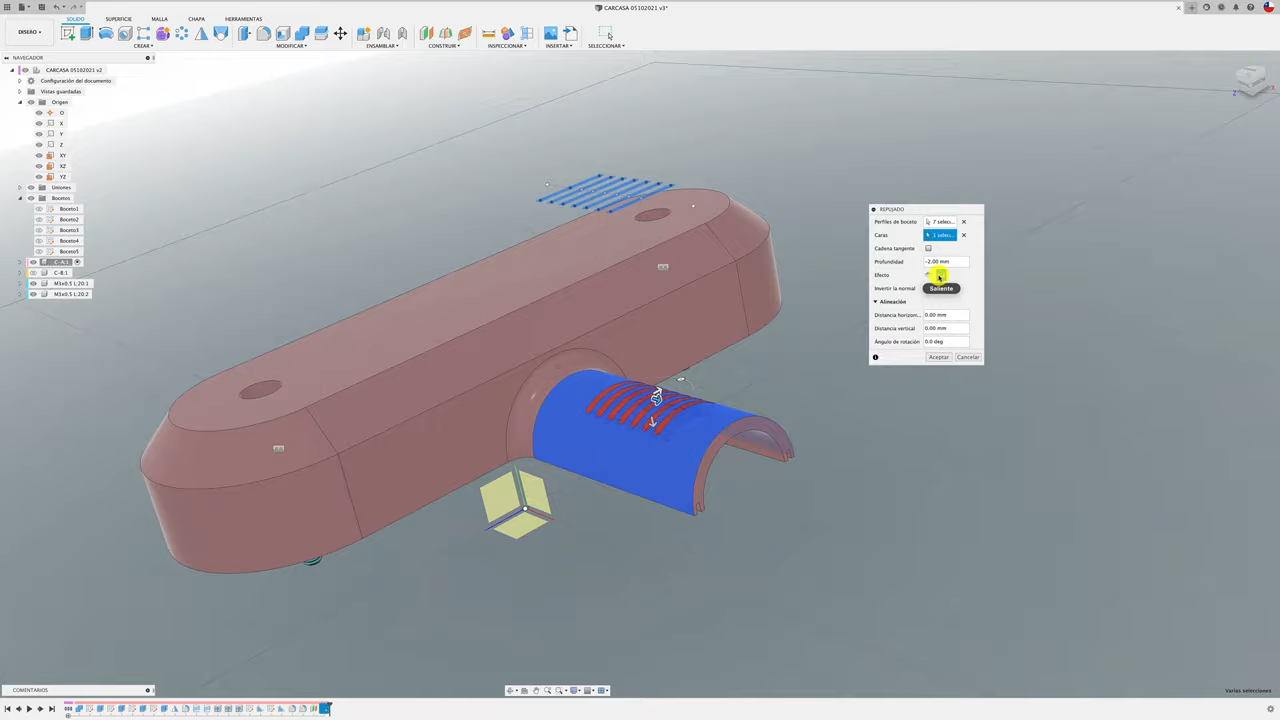 CARCASA 05102021 v3*
SOLIDO
SUPERFICIE
MALLA
CHAPA
HERRAMIENTAS
DISEÑO
CREAR
MODIFICAR
ENSAMBLAR
CONSTRUIR
INSPECCIONAR
INSERTAR
SELECCIONAR
NAVEGADOR
CARCASA 05102021 v2
Configuración del documento
Vistas guardadas
Origen
O
X
Y
Z
XY
XZ
YZ
Uniones
Bocetos
Boceto1
Boceto2
Boceto3
Boceto4
Boceto5
C-A:1
C-B:1
M3x0.5 L:20:1
M3x0.5 L:20:2
Z
X
REPUJADO
Perfiles de boceto 7 selecc...
Caras 1 selecc...
Cadena tangente
Profundidad -2.00 mm
Efecto
Invertir la normal
Saliente
Alineación
Distancia horizon... 0.00 mm
Distancia vertical 0.00 mm
Ángulo de rotación 0.0 deg
Aceptar Cancelar
COMENTARIOS
Varias selecciones